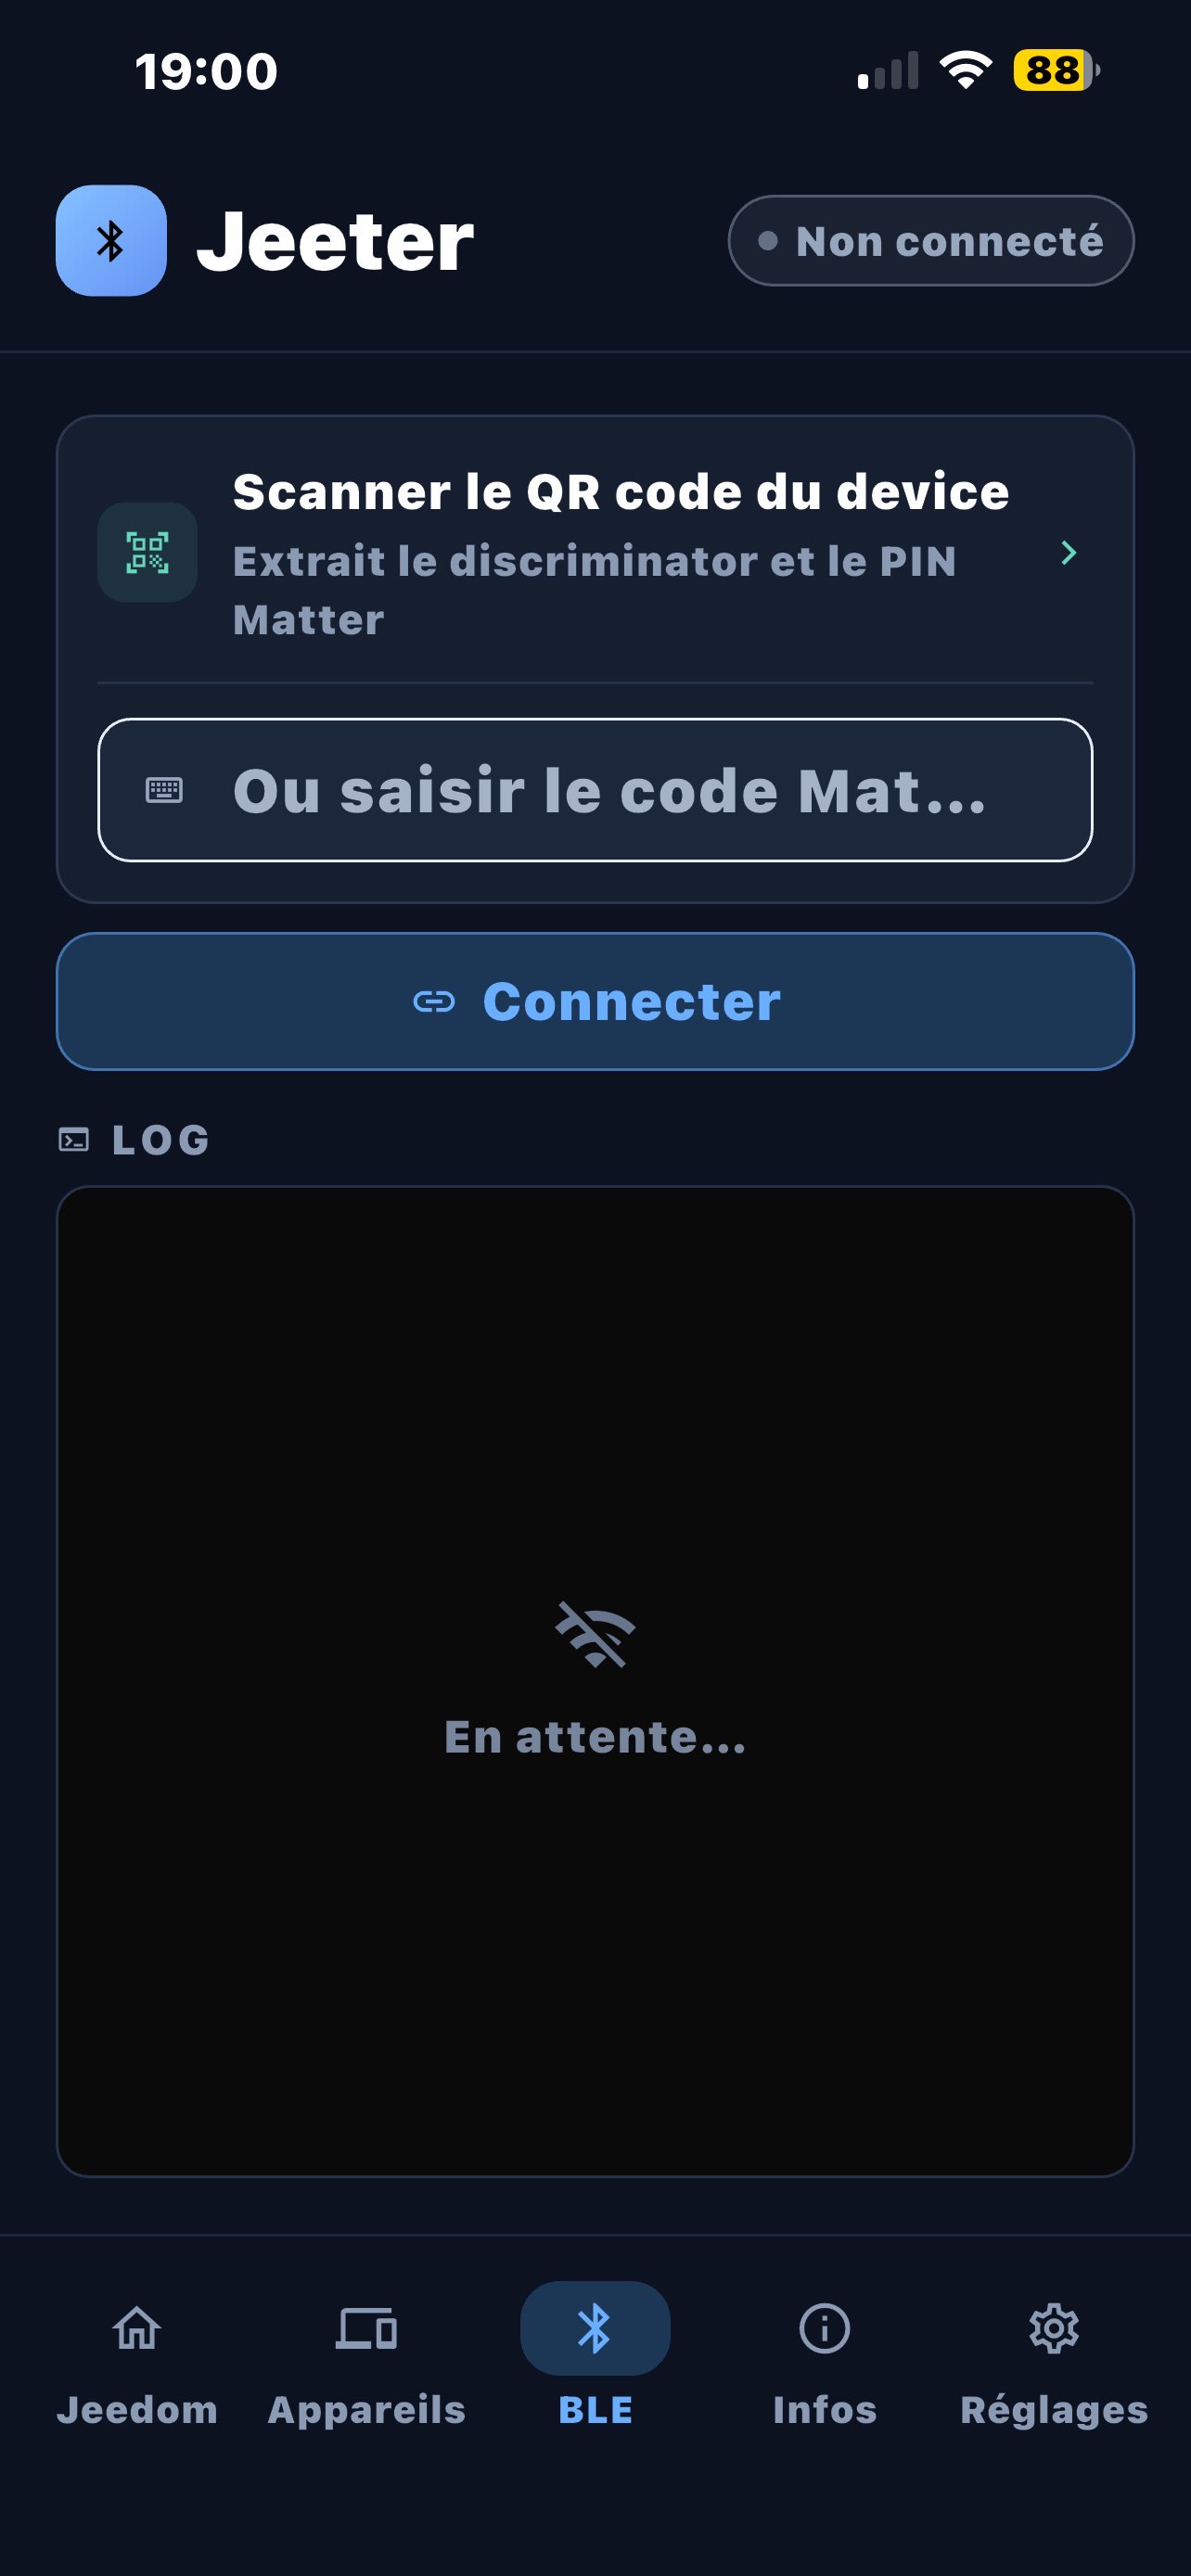 19:00
88
Jeeter
Non connecté
Scanner le QR code du device
Extrait le discriminator et le PIN
Matter
Ou saisir le code Mat...
Connecter
LOG
En attente...
Jeedom
Appareils
BLE
Infos
Réglages